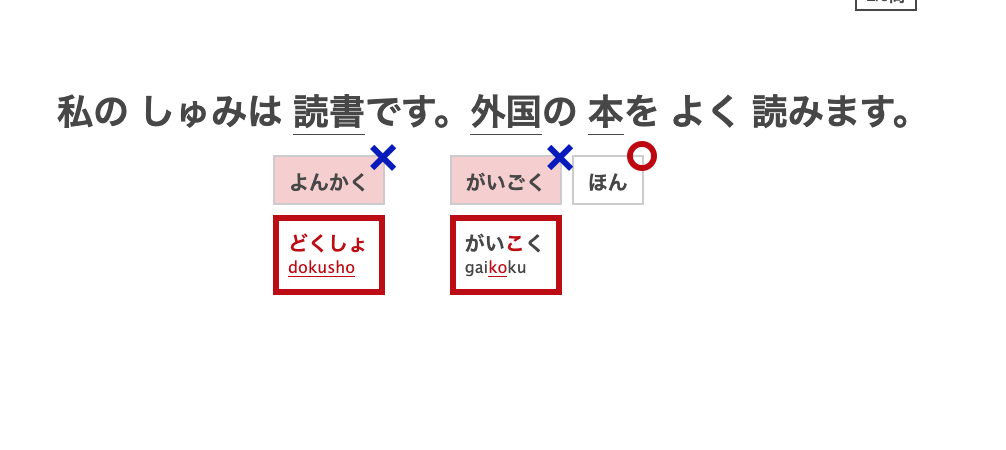 私の しゅみは 読書です。外国の 本を よく 読みます。
よんかく がいごく ほん
どくしょ がいこく
dokusho gaikoku